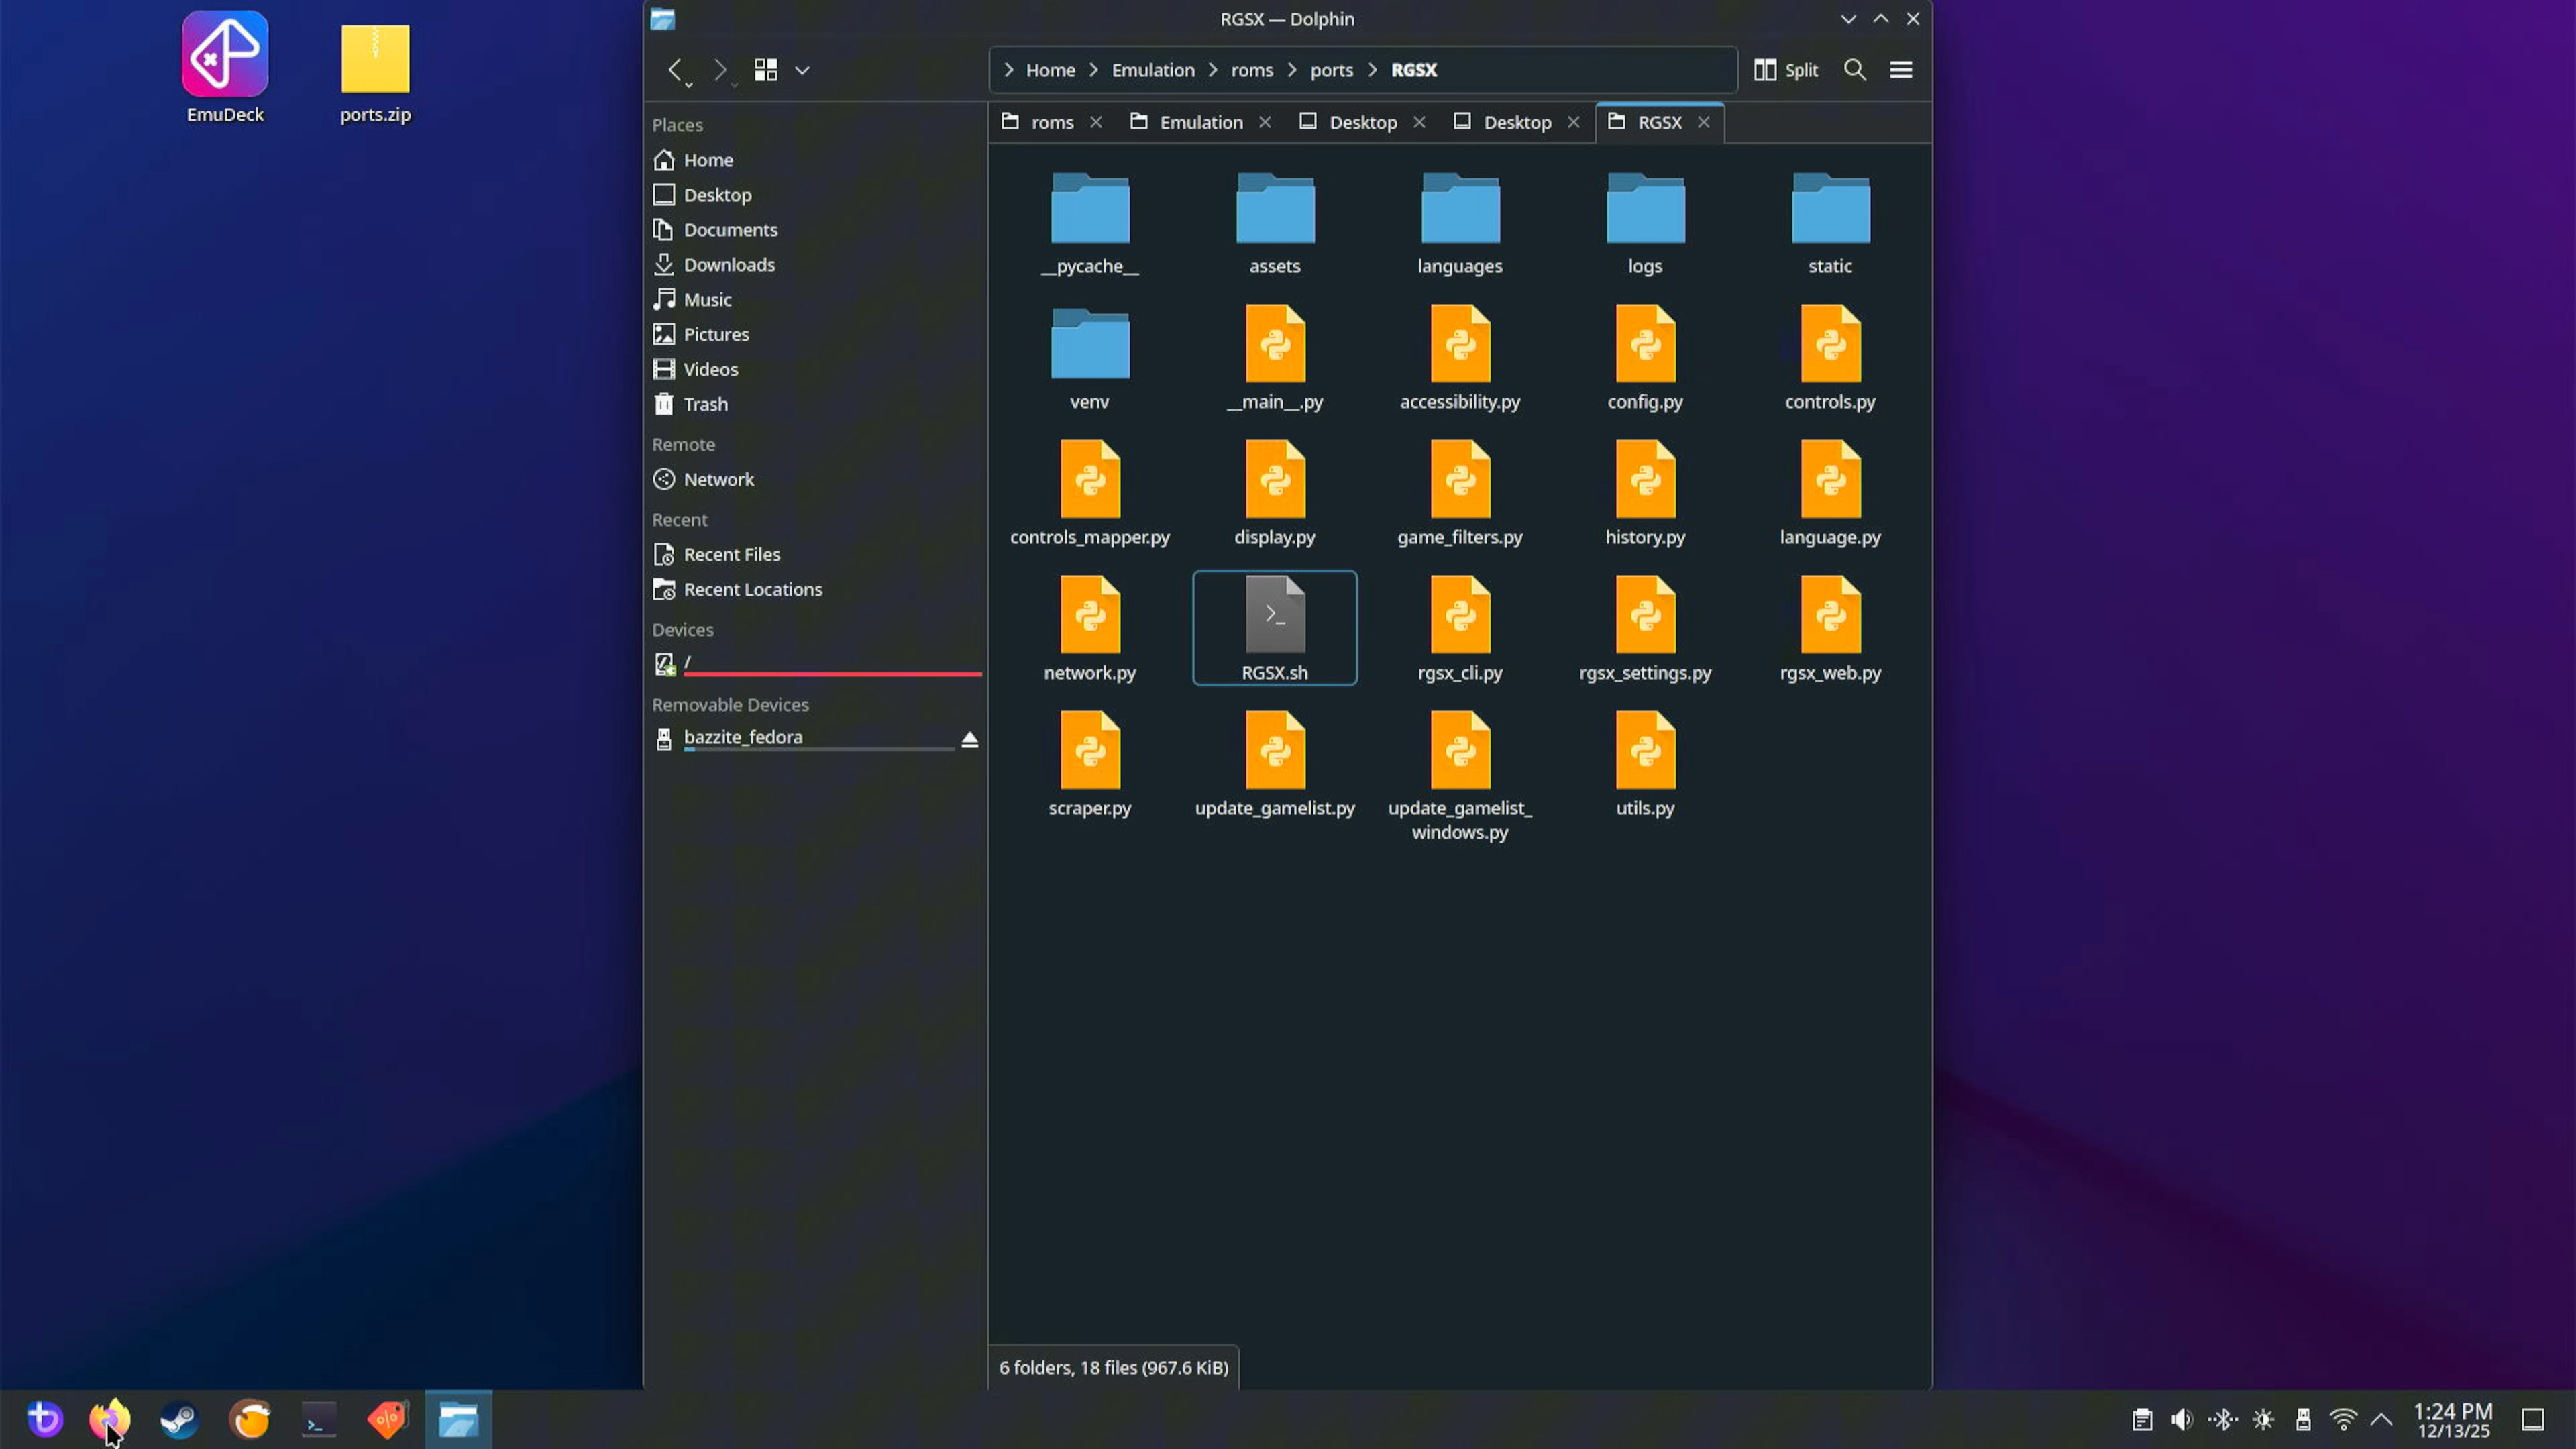 EmuDeck
ports.zip
RGSX — Dolphin
Home
Emulation
roms
ports
RGSX
Split
Places
Home
Desktop
Documents
Downloads
Music
Pictures
Videos
Trash
Remote
Network
Recent
Recent Files
Recent Locations
Devices
/
Removable Devices
bazzite_fedora
roms
Emulation
Desktop
Desktop
RGSX
__pycache__
assets
languages
logs
static
venv
__main__.py
accessibility.py
config.py
controls.py
controls_mapper.py
display.py
game_filters.py
history.py
language.py
network.py
RGSX.sh
rgsx_cli.py
rgsx_settings.py
rgsx_web.py
scraper.py
update_gamelist.py
update_gamelist_
windows.py
utils.py
6 folders, 18 files (967.6 KiB)
1:24 PM
12/13/25